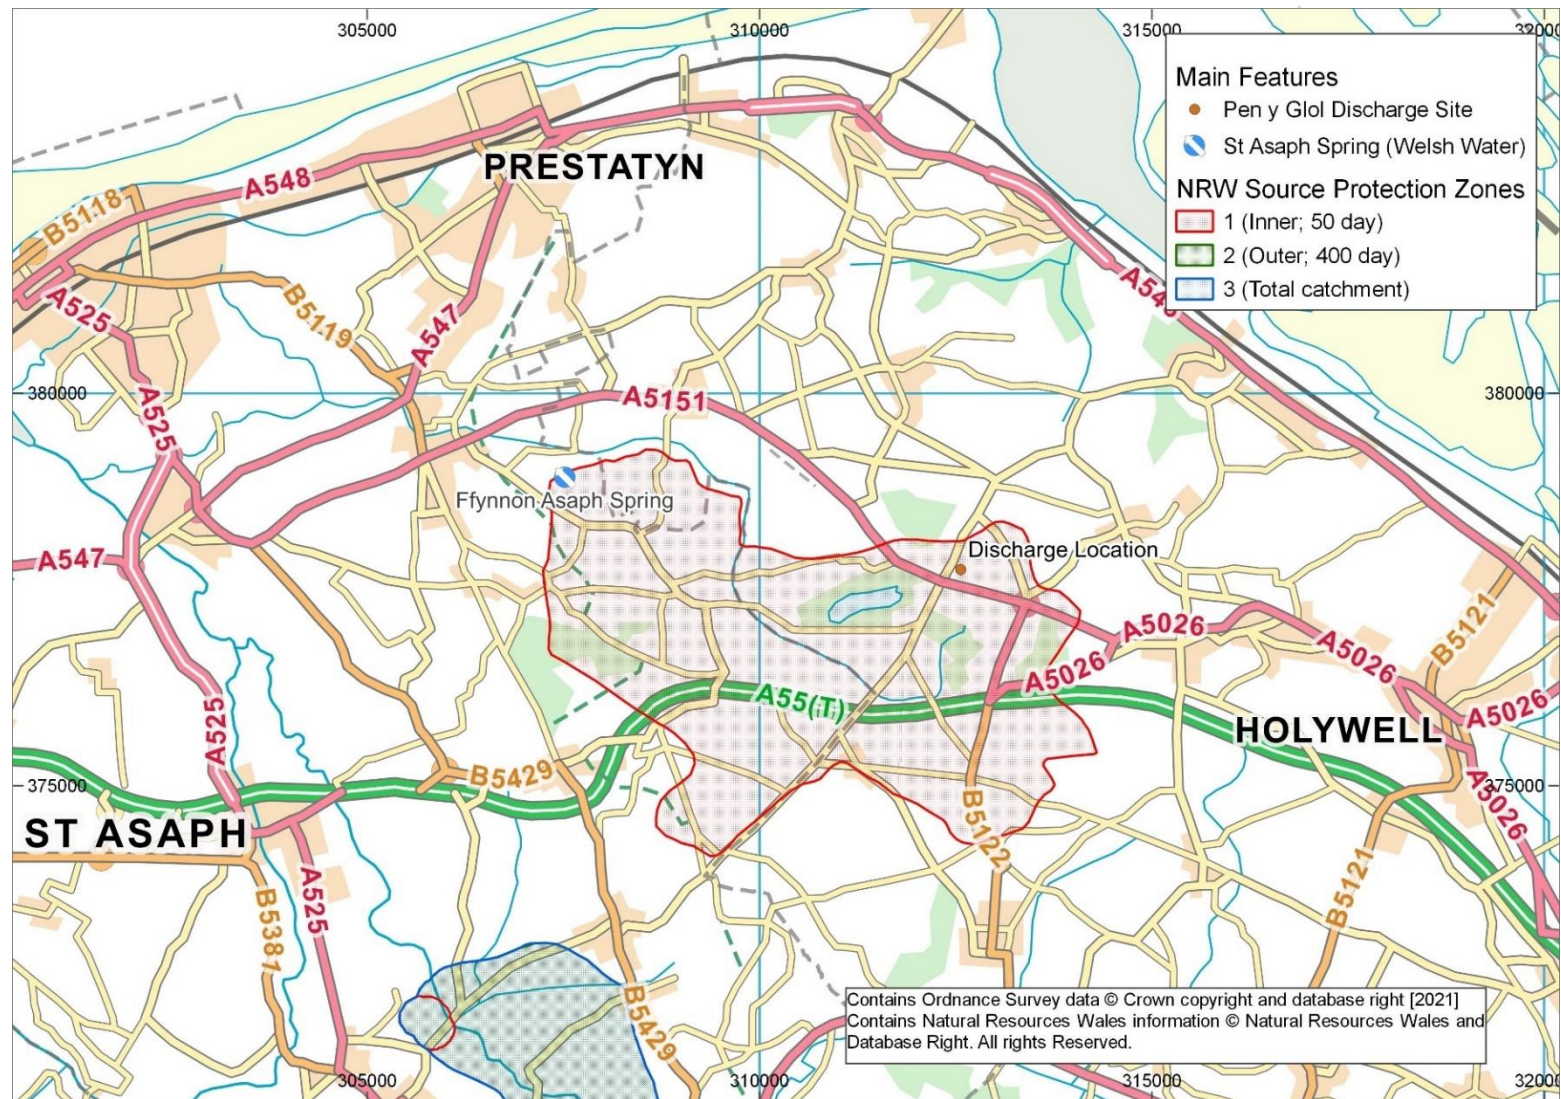 305000
310000
315000
3200
Main Features
Pen y Glol Discharge Site
St Asaph Spring (Welsh Water)
NRW Source Protection Zones
1 (Inner; 50 day)
2 (Outer; 400 day)
3 (Total catchment)
PRESTATYN
A548
B5118
A525
B5119
A547
A54
380000
A5151
380000
A525
Ffynnon Asaph Spring
Discharge Location
A547
A5026
A5026
A5026
B5121
A5026
A55(T)
HOLYWELL
A525
B5429
375000
375000
ST ASAPH
B5122
A5026
A525
B5381
B5121
B5429
Contains Ordnance Survey data © Crown copyright and database right [2021]
Contains Natural Resources Wales information © Natural Resources Wales and
Database Right. All rights Reserved.
305000
310000
315000
3200